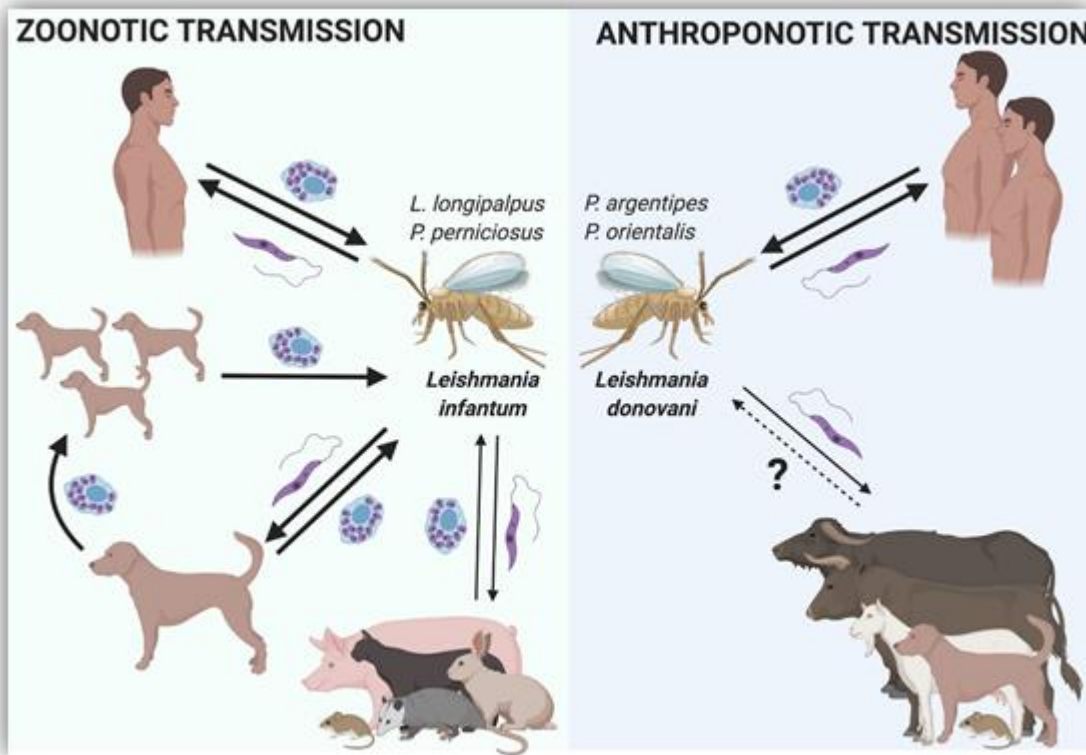 ZOONOTIC TRANSMISSION
L. longipalpus
P. perniciosus
Leishmania
infantum
ANTHROPONOTIC TRANSMISSION
P. argentipes
P. orientalis
Leishmania
donovani
?